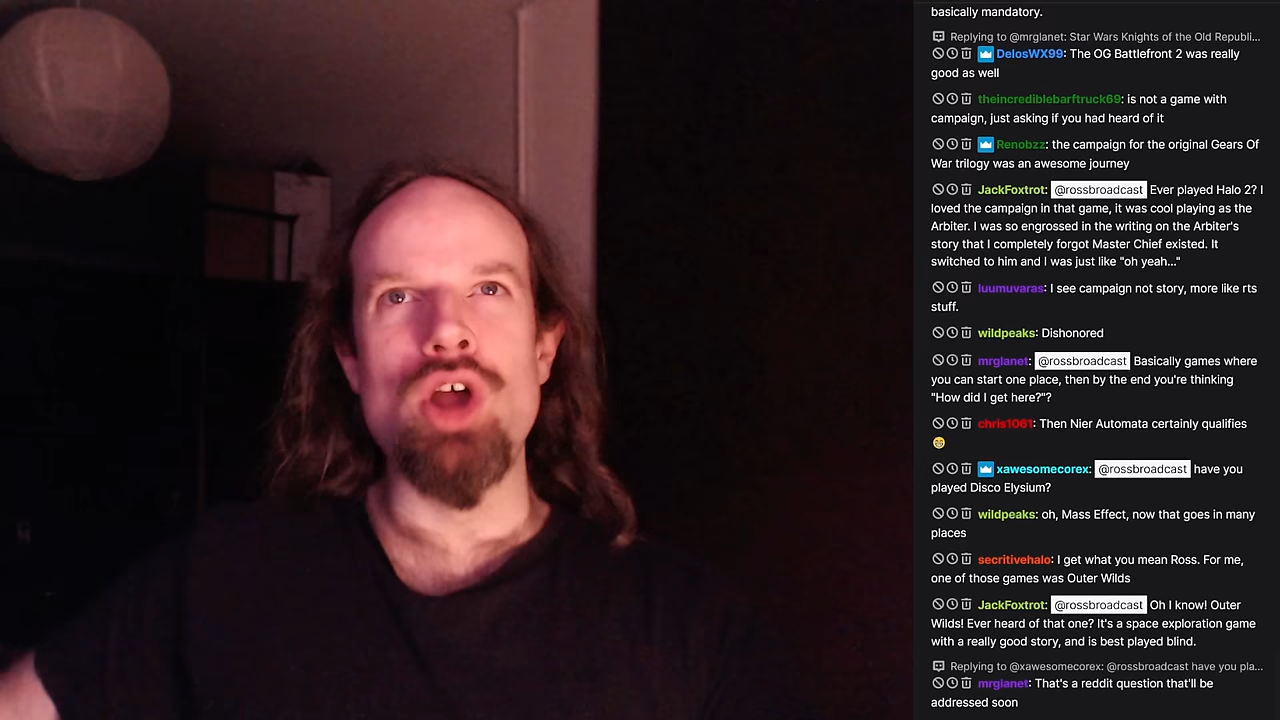 basically mandatory.
Replying to @mrglanet: Star Wars Knights of the Old Republi...
DelosWX99: The OG Battlefront 2 was really
good as well
theincrediblebarftruck69: is not a game with
campaign, just asking if you had heard of it
Renobzz: the campaign for the original Gears Of
War trilogy was an awesome journey
JackFoxtrot: @rossbroadcast Ever played Halo 2? I
loved the campaign in that game, it was cool playing as the
Arbiter. I was so engrossed in the writing on the Arbiter's
story that I completely forgot Master Chief existed. It
switched to him and I was just like "oh yeah..."
luumuvaras: I see campaign not story, more like rts
stuff.
wildpeaks: Dishonored
mrglanet: @rossbroadcast Basically games where
you can start one place, then by the end you're thinking
"How did I get here?"?
chris1061: Then Nier Automata certainly qualifies
xawesomecorex: @rossbroadcast have you
played Disco Elysium?
wildpeaks: oh, Mass Effect, now that goes in many
places
secritivehalo: I get what you mean Ross. For me,
one of those games was Outer Wilds
JackFoxtrot: @rossbroadcast Oh I know! Outer
Wilds! Ever heard of that one? It's a space exploration game
with a really good story, and is best played blind.
Replying to @xawesomecorex: @rossbroadcast have you pla...
mrglanet: That's a reddit question that'll be
addressed soon